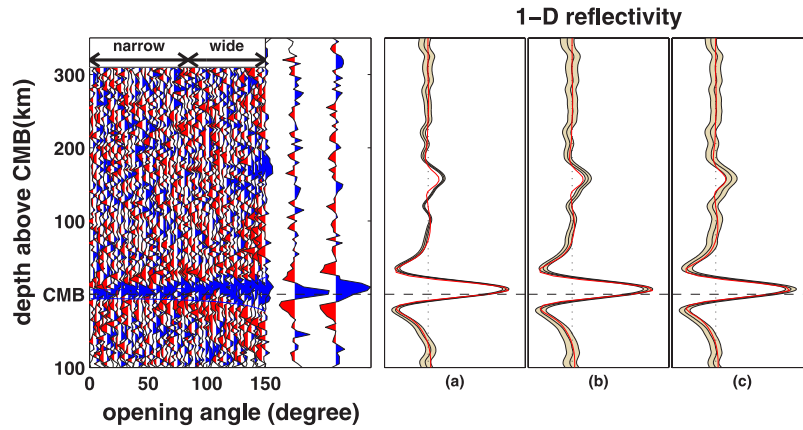 1–D reflectivity
narrow
wide
depth above CMB(km)
300
200
100
CMB
100
0
50
100
150
opening angle (degree)
(a)
(b)
(c)